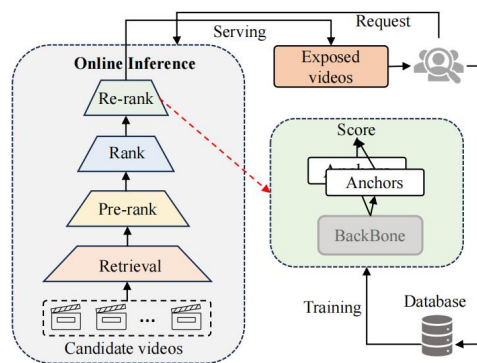 Request
Serving
Online Inference
Exposed
videos
Re-rank
Score
Rank
Anchors
Pre-rank
BackBone
Retrieval
...
Training
Database
Candidate videos